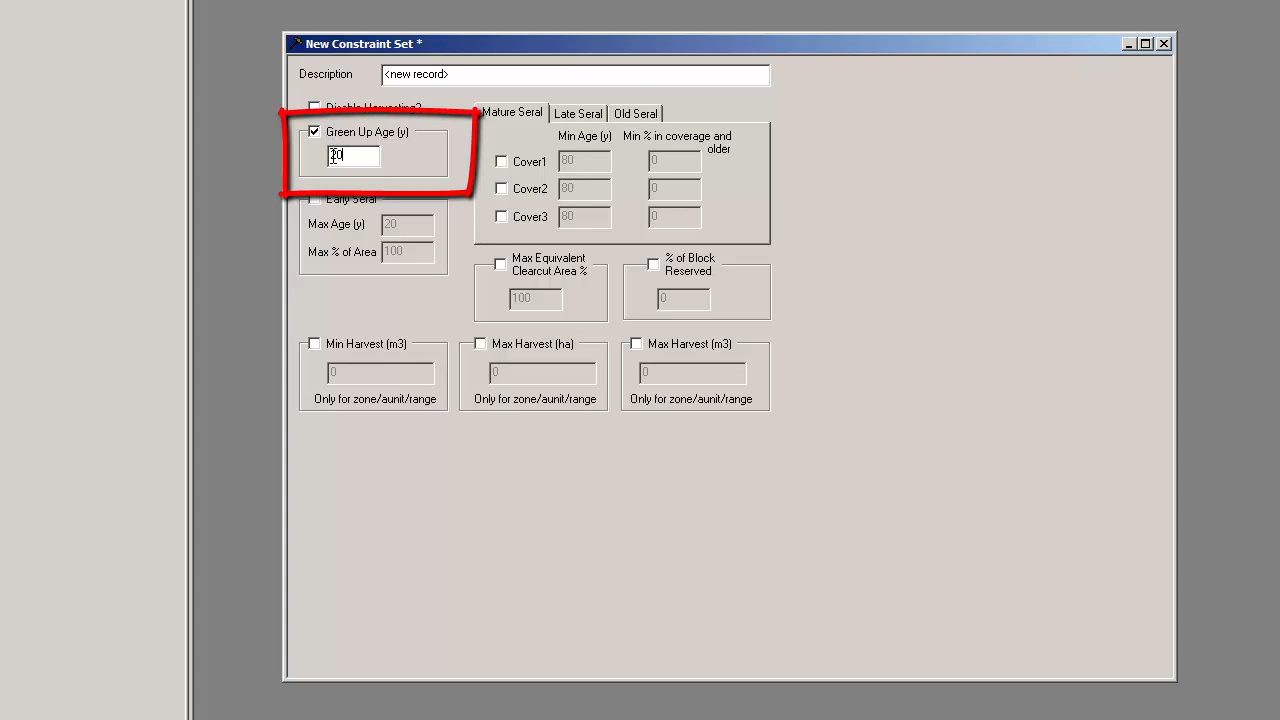 New Constraint Set *
Description
<new record>
Disable Harvesting?
Green Up Age (y)
Early Seral
Max Age (y)
20
Max % of Area
100
Mature Seral
Late Seral
Old Seral
Min Age (y)
Min % in coverage and
older
Cover1
80
0
Cover2
80
0
Cover3
80
0
Max Equivalent
Clearcut Area %
100
% of Block
Reserved
0
Min Harvest (m3)
0
Only for zone/aunit/range
Max Harvest (ha)
0
Only for zone/aunit/range
Max Harvest (m3)
0
Only for zone/aunit/range